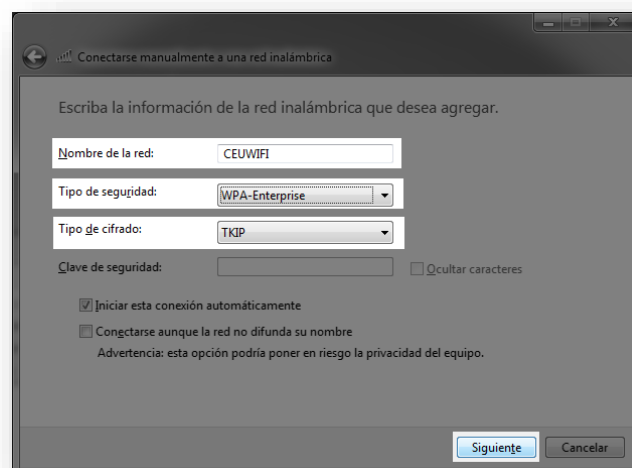 Conectarse manualmente a una red inalámbrica
Escriba la información de la red inalámbrica que desea agregar.
Nombre de la red: CEUWIFI
Tipo de seguridad: WPA-Enterprise
Tipo de cifrado: TKIP
Clave de seguridad: Ocultar caracteres
Iniciar esta conexión automáticamente
Conectarse aunque la red no difunda su nombre
Advertencia: esta opción podría poner en riesgo la privacidad del equipo.
Siguiente Cancelar